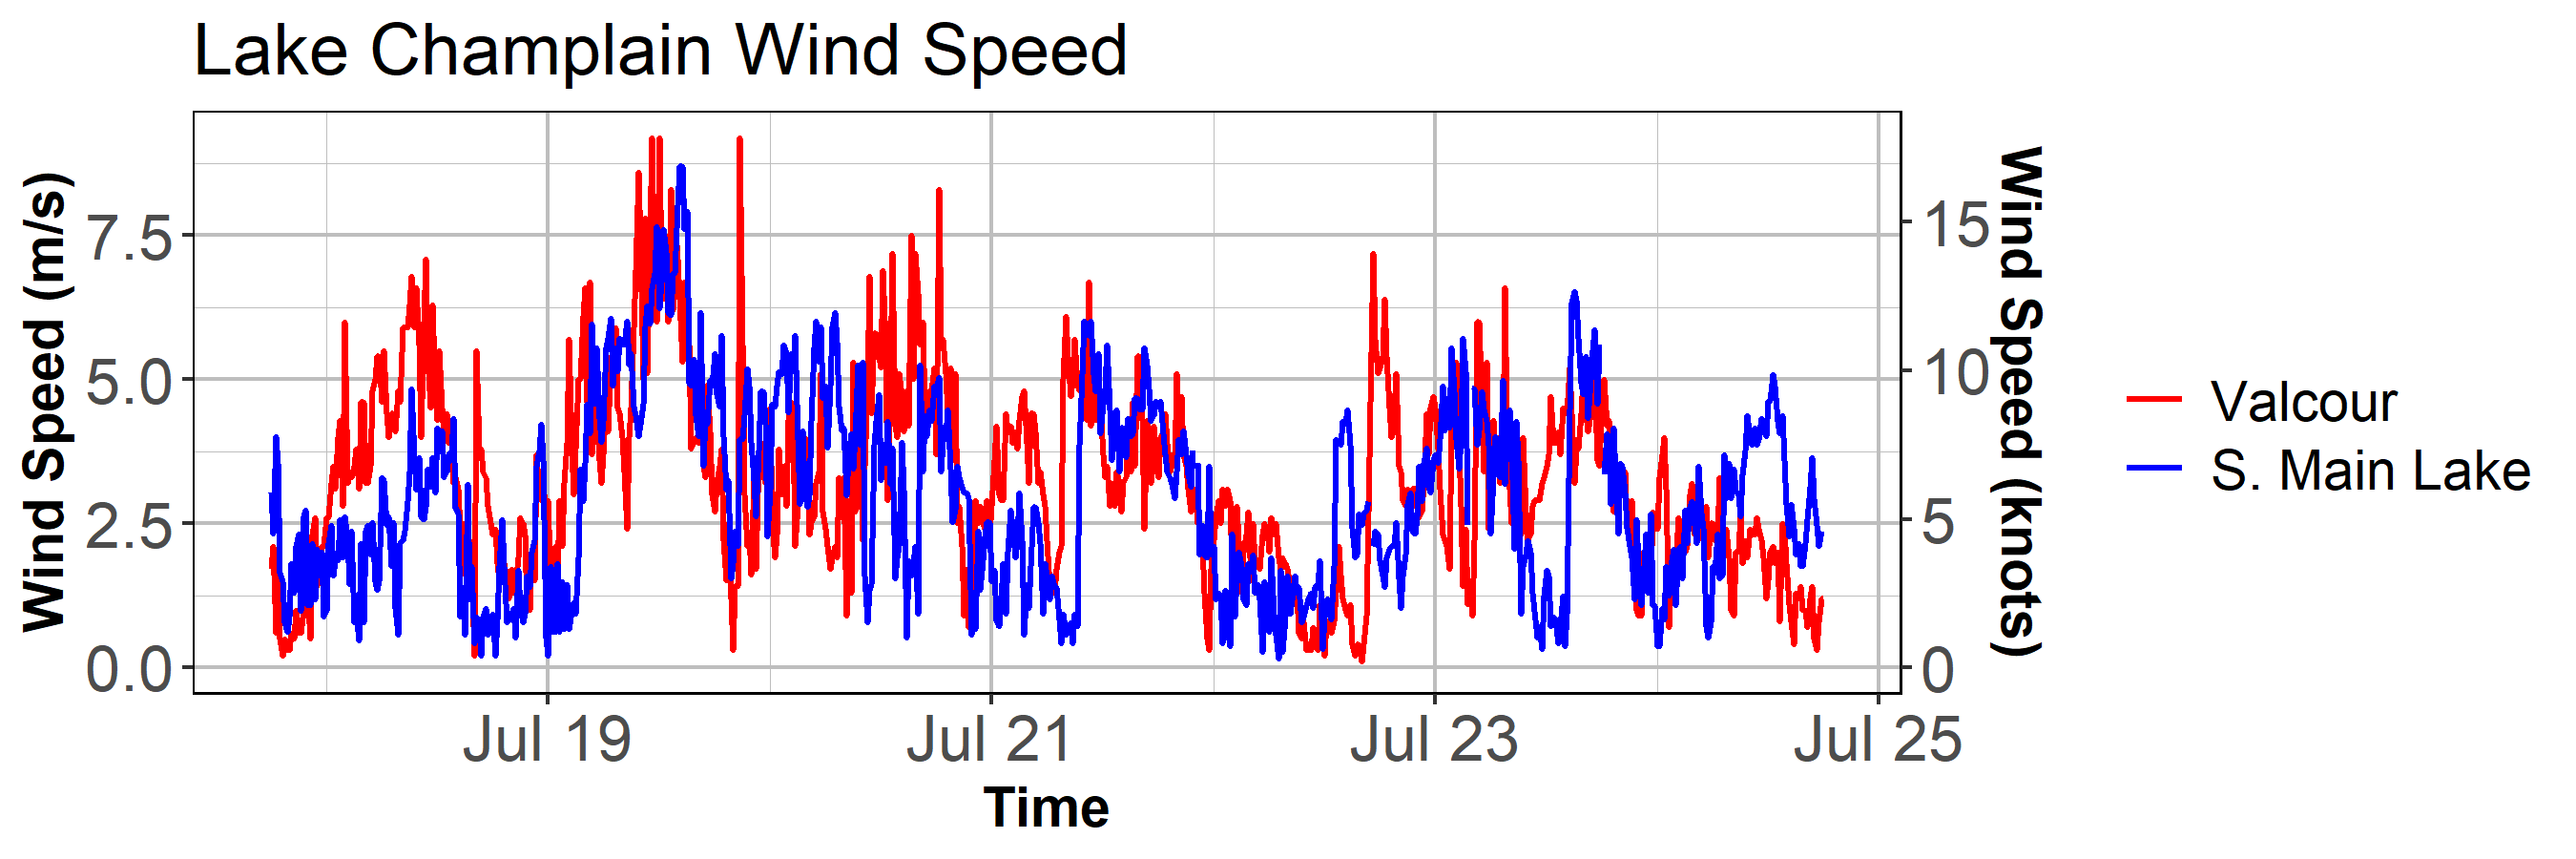 Lake Champlain Wind Speed
Wind Speed (m/s)
7.5
5.0
2.5
0.0
15
10
5
0
Wind Speed (knots)
Jul 19
Jul 21
Jul 23
Jul 25
Time
Valcour
S. Main Lake